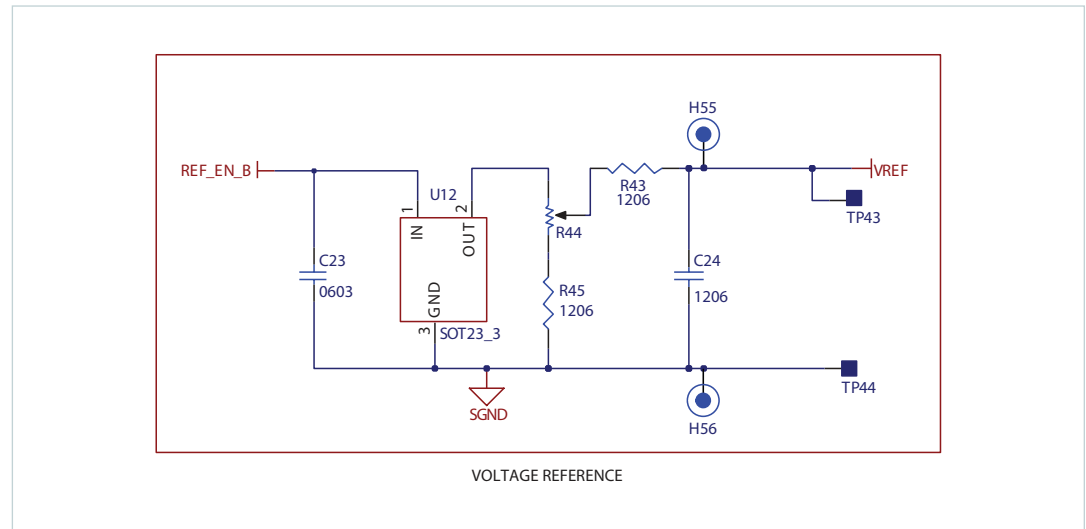 H55
REF_EN_B
VREF
U12
R43
1206
1
2
IN
OUT
R44
TP43
C23
0603
C24
1206
R45
1206
GND
3
SOT23_3
SGND
TP44
H56
VOLTAGE REFERENCE